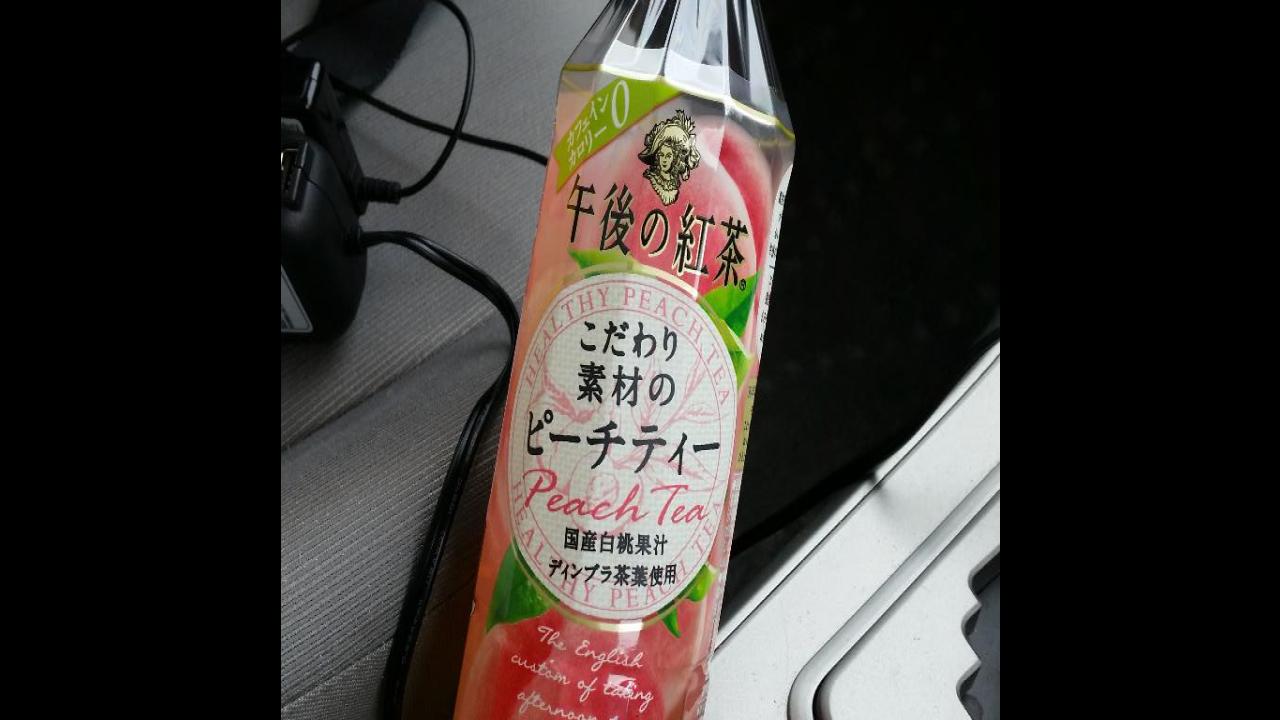 カフェイン
カロリー 0
午後の紅茶
HEALTHY PEACH TEA
こだわり
素材の
ピーチティー
Peach Tea
国産白桃果汁
ディンブラ茶葉使用
HEALTHY PEACH TEA
The English
custom of taking
afternoon